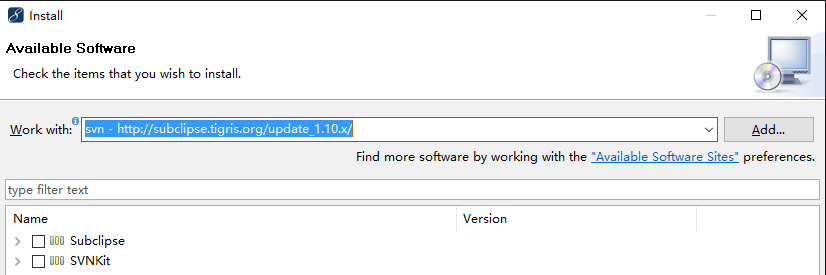 Install
Available Software
Check the items that you wish to install.
Work with: svn - http://subclipse.tigris.org/update_1.10.x/ Add...
Find more software by working with the "Available Software Sites" preferences.
type filter text
Name Version
Subclipse
SVNKit